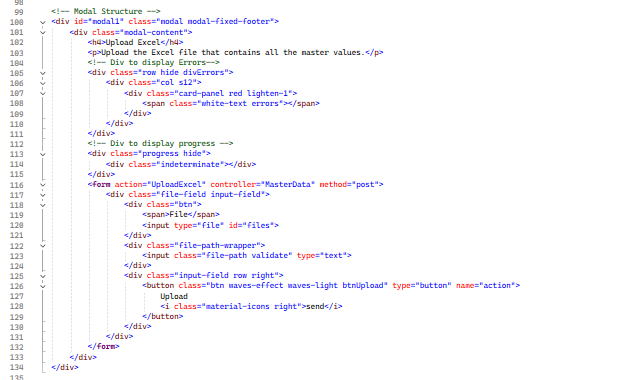 98
99 <!-- Modal Structure -->
100 <div id="modal1" class="modal modal-fixed-footer">
101 <div class="modal-content">
102 <h4>Upload Excel</h4>
103 <p>Upload the Excel file that contains all the master values.</p>
104 <!-- Div to display Errors-->
105 <div class="row hide divErrors">
106 <div class="col s12">
107 <div class="card-panel red lighten-1">
108 <span class="white-text errors"></span>
109 </div>
110 </div>
111 </div>
112 <!-- Div to display progress -->
113 <div class="progress hide">
114 <div class="indeterminate"></div>
115 </div>
116 <form action="UploadExcel" controller="MasterData" method="post">
117 <div class="file-field input-field">
118 <div class="btn">
119 <span>File</span>
120 <input type="file" id="files">
121 </div>
122 <div class="file-path-wrapper">
123 <input class="file-path validate" type="text">
124 </div>
125 <div class="input-field row right">
126 <button class="btn waves-effect waves-light btnUpload" type="button" name="action">
127 Upload
128 <i class="material-icons right">send</i>
129 </button>
130 </div>
131 </div>
132 </form>
133 </div>
134 </div>
135